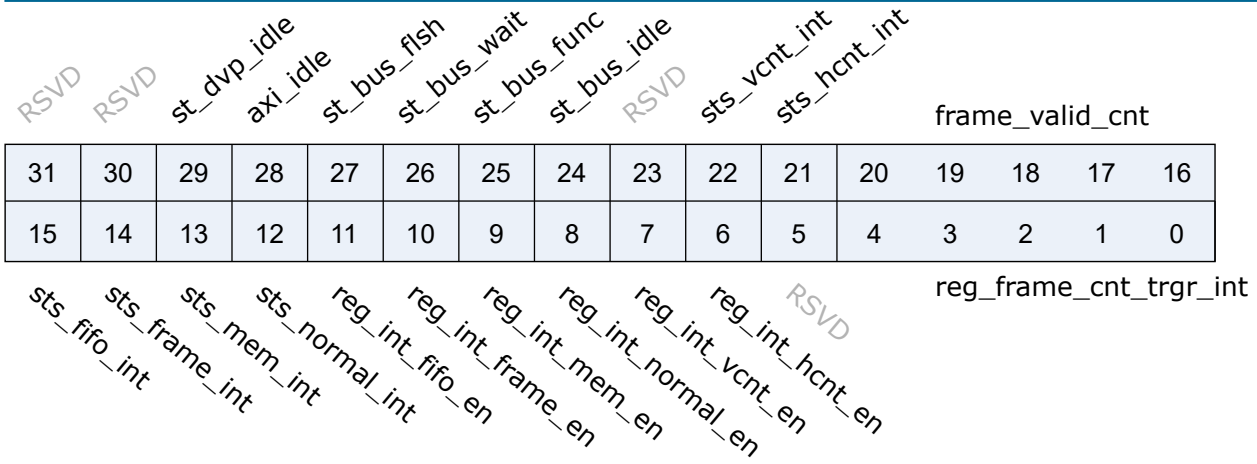 RSVD RSVD st_dvp_idle axi_idle st_bus_flsh st_bus_wait st_bus_func st_bus_idle RSVD sts_vcnt_int sts_hcnt_int frame_valid_cnt
31 30 29 28 27 26 25 24 23 22 21 20 19 18 17 16
15 14 13 12 11 10 9 8 7 6 5 4 3 2 1 0
sts_fifo_int sts_frame_int sts_mem_int sts_normal_int reg_int_fifo_en reg_int_frame_en reg_int_mem_en reg_int_normal_en reg_int_vcnt_en reg_int_hcnt_en RSVD reg_frame_cnt_trgr_int